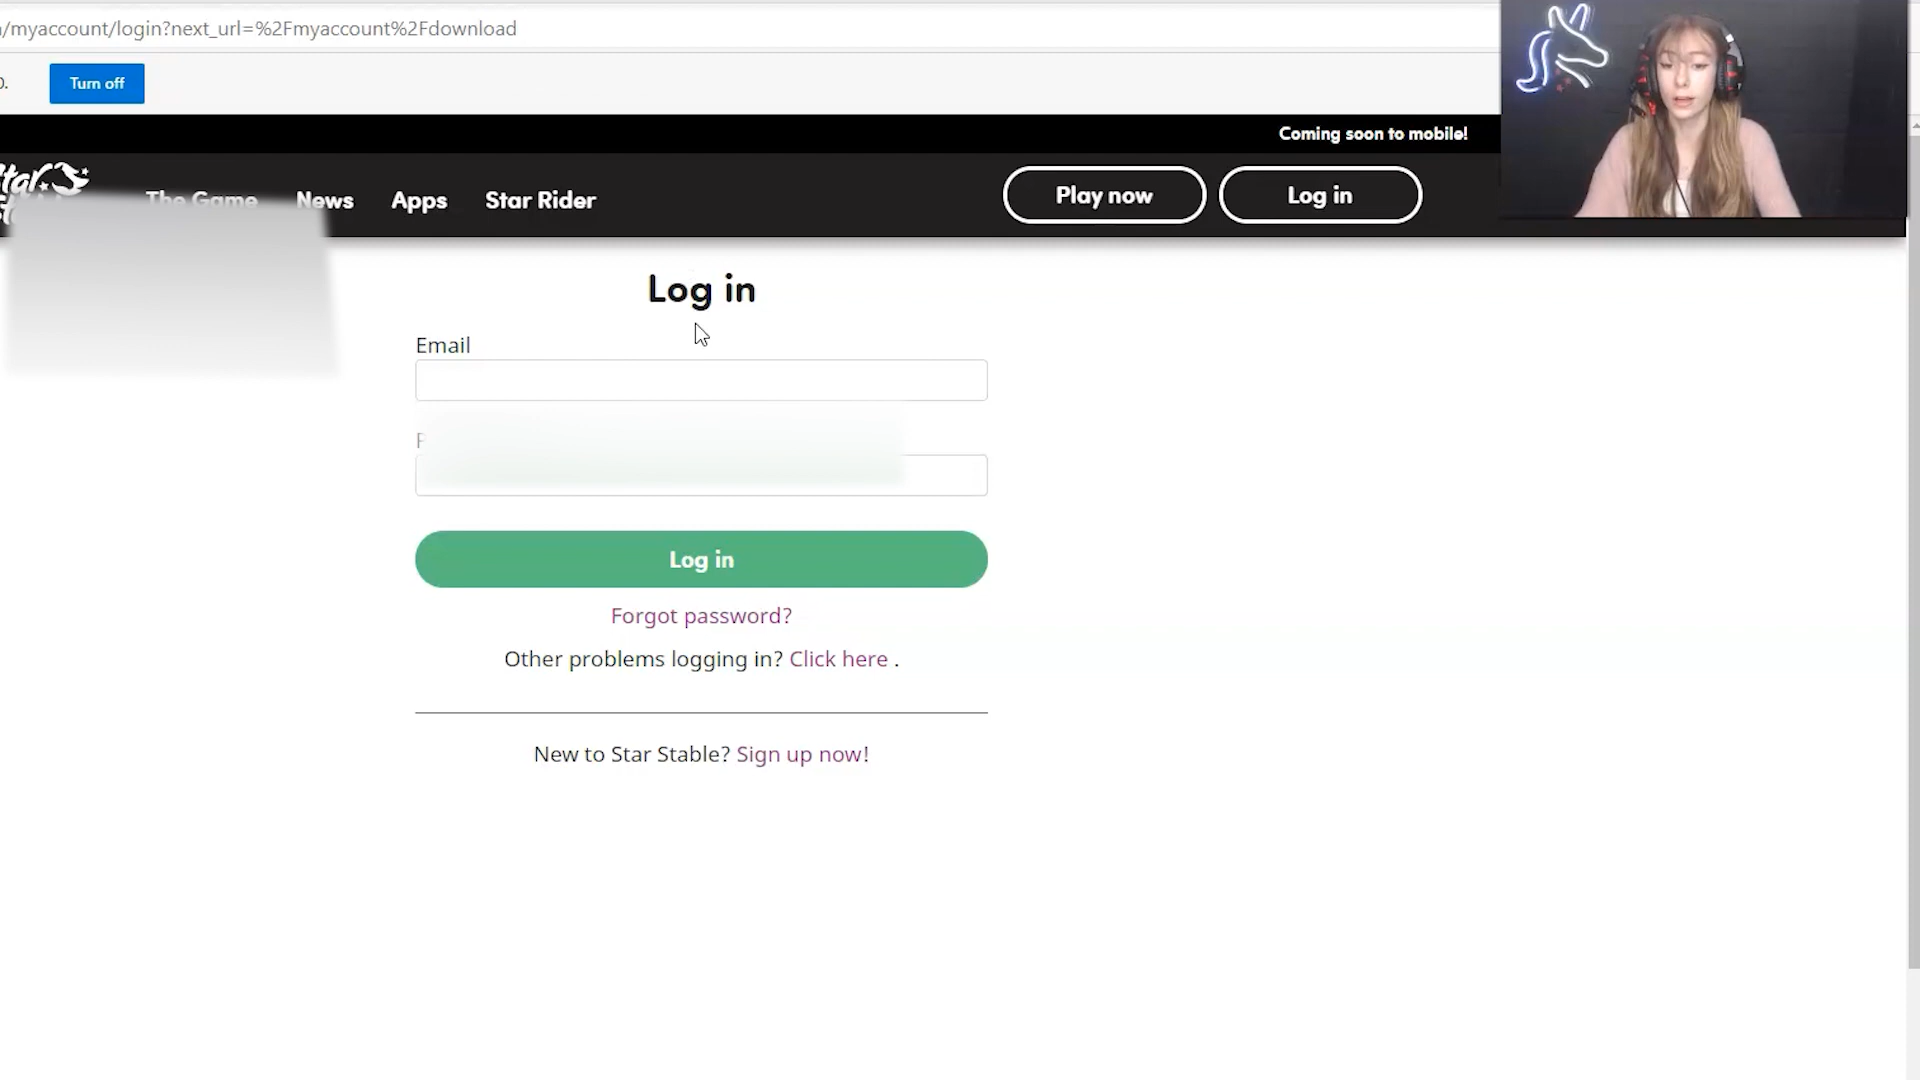 /myaccount/login?next_url=%2Fmyaccount%2Fdownload
Turn off
Coming soon to mobile!
Star
The Game News Apps Star Rider Play now Log in
Log in
Email
Log in
Forgot password?
Other problems logging in? Click here .
New to Star Stable? Sign up now!